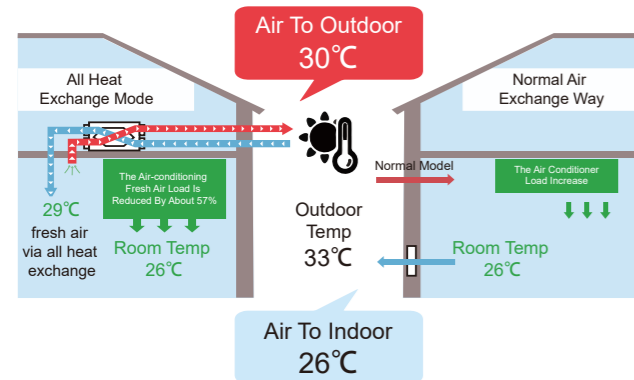 Air To Outdoor
30℃
All Heat
Exchange Mode
Normal Air
Exchange Way
The Air-conditioning
Fresh Air Load Is
Reduced By About 57%
Normal Model
The Air Conditioner
Load Increase
29℃
fresh air
via all heat
exchange
Room Temp
26℃
Outdoor
Temp
33℃
Room Temp
26℃
Air To Indoor
26℃